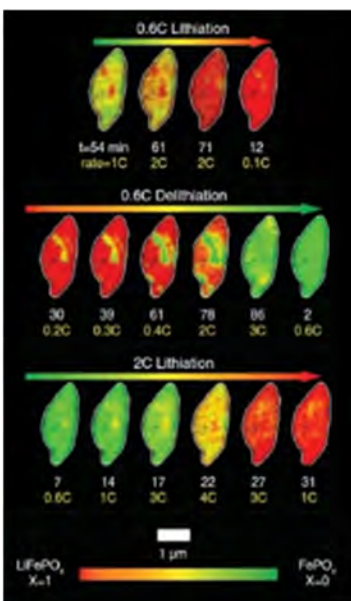 0.6C Lithiation
t=54 min 61 71 12
rate=1C 2C 2C 0.1C
0.6C Delithiation
30 39 61 78 86 2
0.2C 0.3C 0.4C 2C 3C 0.6C
2C Lithiation
7 14 17 22 27 31
0.6C 1C 3C 4C 3C 1C
1 μm
LiFePO₄ FePO₄
X=1 X=0